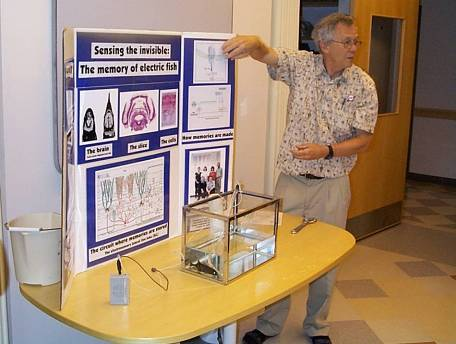 Sensing the invisible:
The memory of electric fish
The brain
The slice
The cells
How memories are made
The circuit where memories are stored